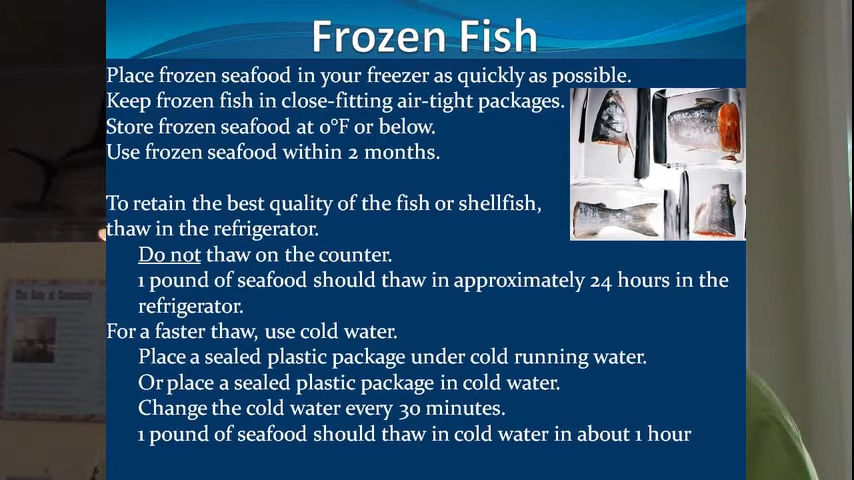 Frozen Fish
Place frozen seafood in your freezer as quickly as possible.
Keep frozen fish in close-fitting air-tight packages.
Store frozen seafood at 0°F or below.
Use frozen seafood within 2 months.
To retain the best quality of the fish or shellfish,
thaw in the refrigerator.
Do not thaw on the counter.
1 pound of seafood should thaw in approximately 24 hours in the
refrigerator.
For a faster thaw, use cold water.
Place a sealed plastic package under cold running water.
Or place a sealed plastic package in cold water.
Change the cold water every 30 minutes.
1 pound of seafood should thaw in cold water in about 1 hour